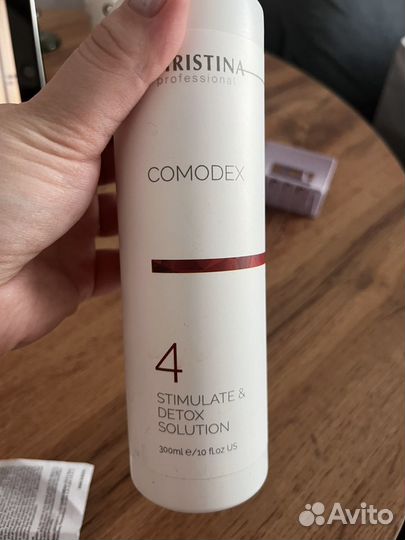 RISTINA
professional
COMODEX
4
STIMULATE &
DETOX
SOLUTION
300ml e/10 fl.oz US
Avito